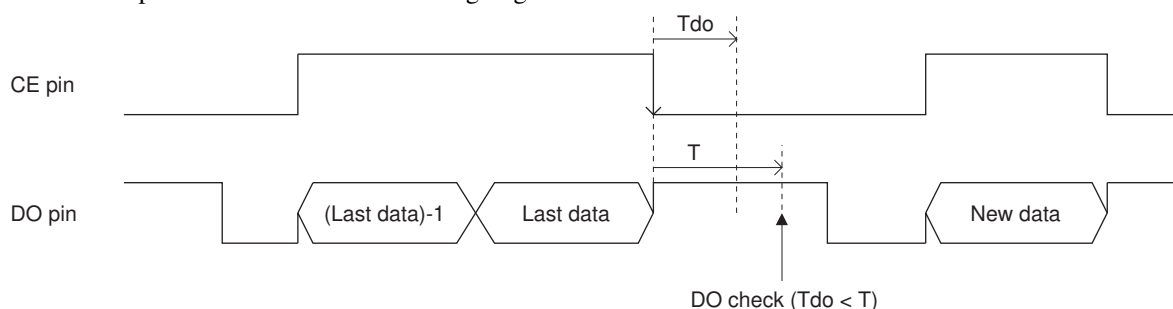 Tdo
CE pin
T
DO pin
(Last data)-1
Last data
New data
DO check (Tdo < T)